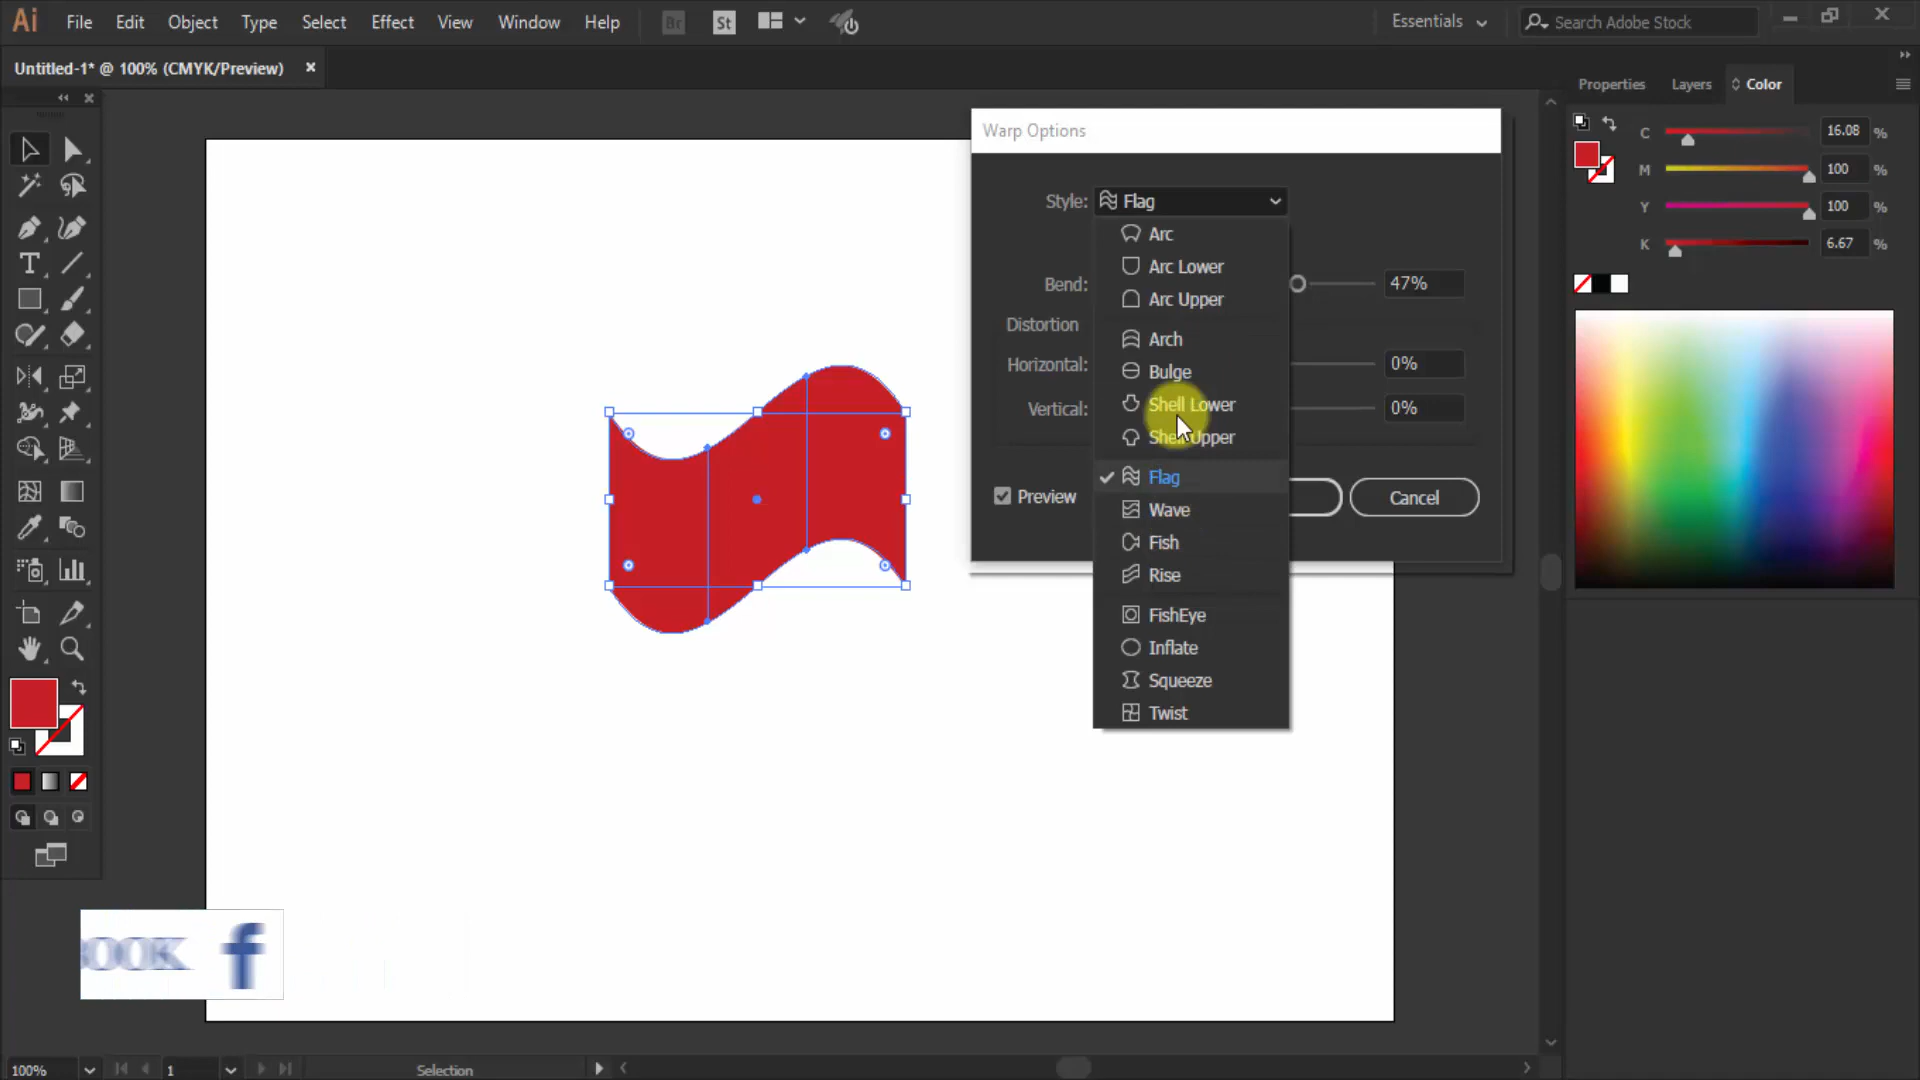 Ai File Edit Object Type Select Effect View Window Help Br St Essentials Search Adobe Stock
Untitled-1* @ 100% (CMYK/Preview)
Properties Layers Color
C 16.08 %
M 100 %
Y 100 %
K 6.67 %
Warp Options
Style: Flag
Arc
Arc Lower
Arc Upper
Arch
Bulge
Shell Lower
Shell Upper
Flag
Wave
Fish
Rise
FishEye
Inflate
Squeeze
Twist
Bend: 47%
Distortion
Horizontal: 0%
Vertical: 0%
Preview
Cancel
OOK f
100% 1 Selection